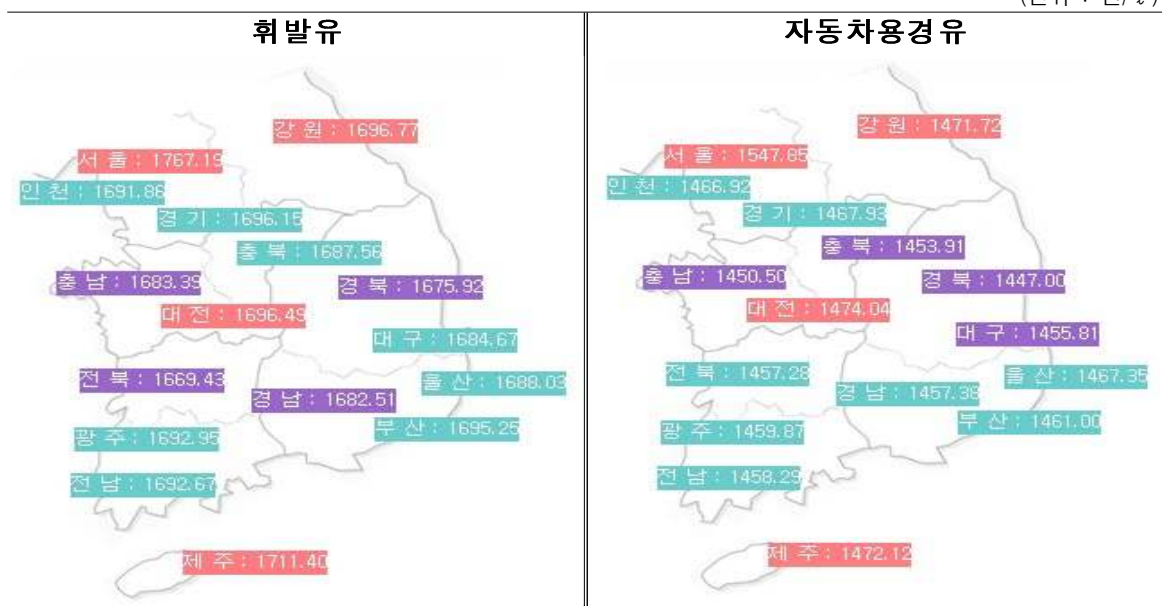 휘발유
강 원 : 1696.77
서 울 : 1767.19
인 천 : 1691.86
경 기 : 1696.15
충 북 : 1687.56
충 남 : 1683.39
경 북 : 1675.92
대 전 : 1696.49
대 구 : 1684.67
전 북 : 1669.43
울 산 : 1688.03
경 남 : 1682.51
광 주 : 1692.95
부 산 : 1695.25
전 남 : 1692.67
제 주 : 1711.40
자동차용경유
강 원 : 1471.72
서 울 : 1547.85
인 천 : 1466.92
경 기 : 1467.93
충 북 : 1453.91
충 남 : 1450.50
경 북 : 1447.00
대 전 : 1474.04
대 구 : 1455.81
전 북 : 1457.28
울 산 : 1467.35
경 남 : 1457.38
광 주 : 1459.87
부 산 : 1461.00
전 남 : 1458.29
제 주 : 1472.12